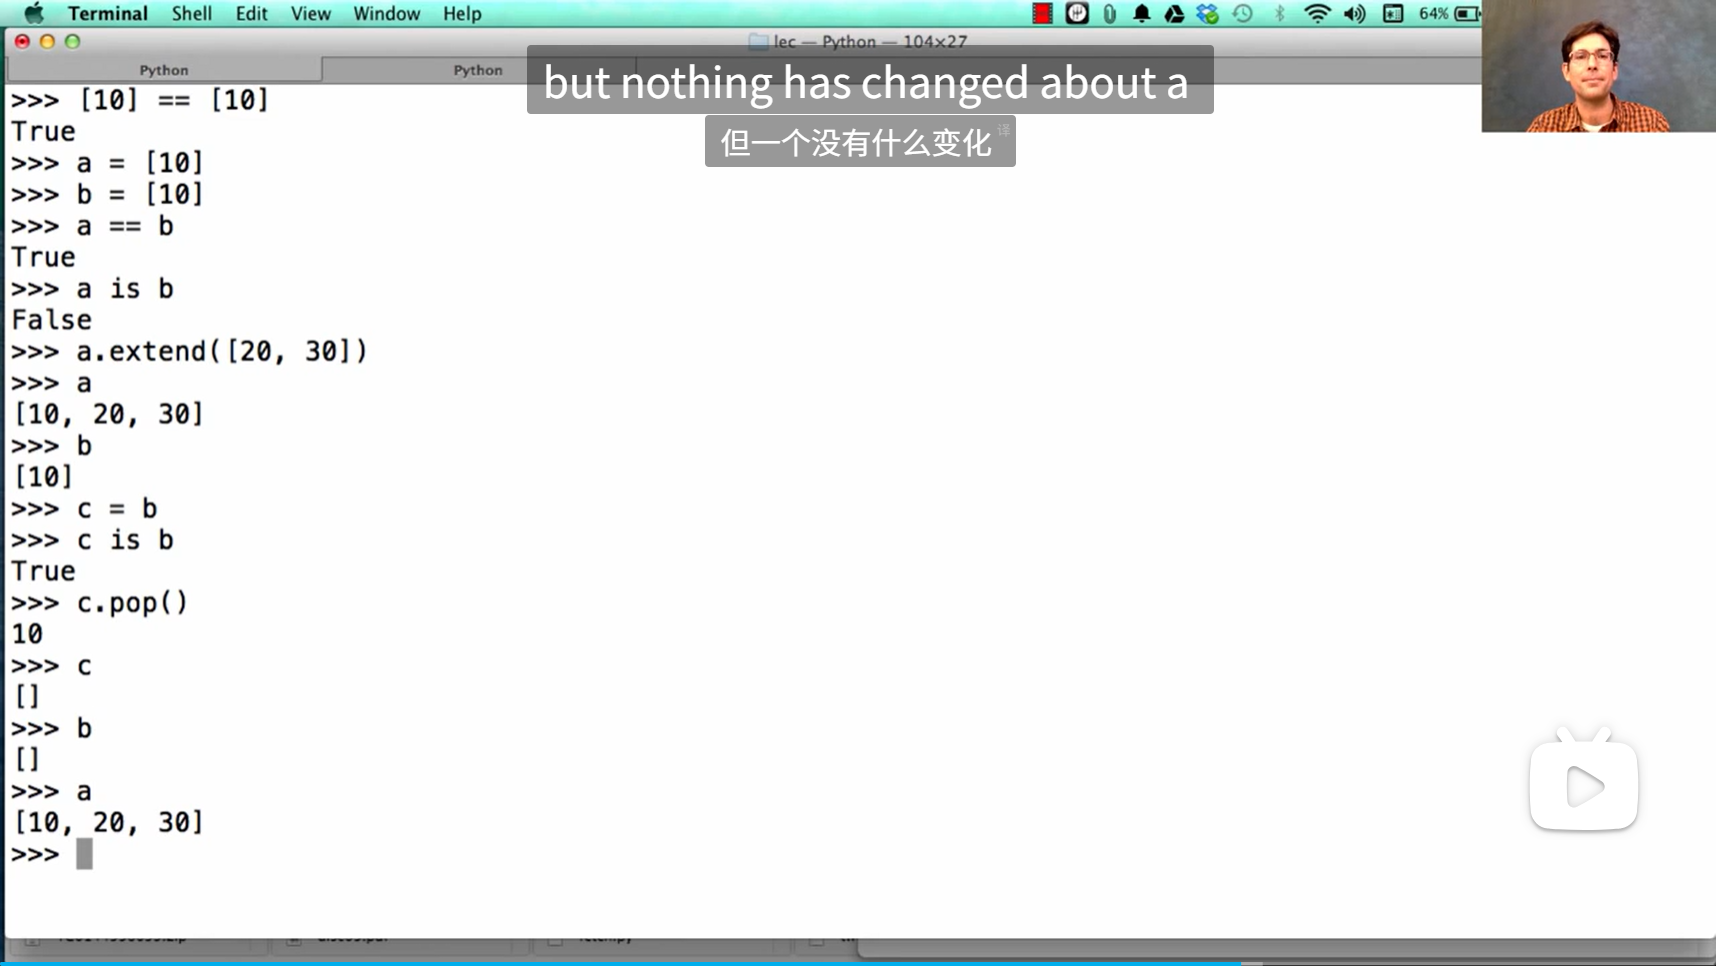 Terminal Shell Edit View Window Help 64%
lec — Python — 104×27
Python Python
but nothing has changed about a
但一个没有什么变化 译
>>> [10] == [10]
True
>>> a = [10]
>>> b = [10]
>>> a == b
True
>>> a is b
False
>>> a.extend([20, 30])
>>> a
[10, 20, 30]
>>> b
[10]
>>> c = b
>>> c is b
True
>>> c.pop()
10
>>> c
[]
>>> b
[]
>>> a
[10, 20, 30]
>>>